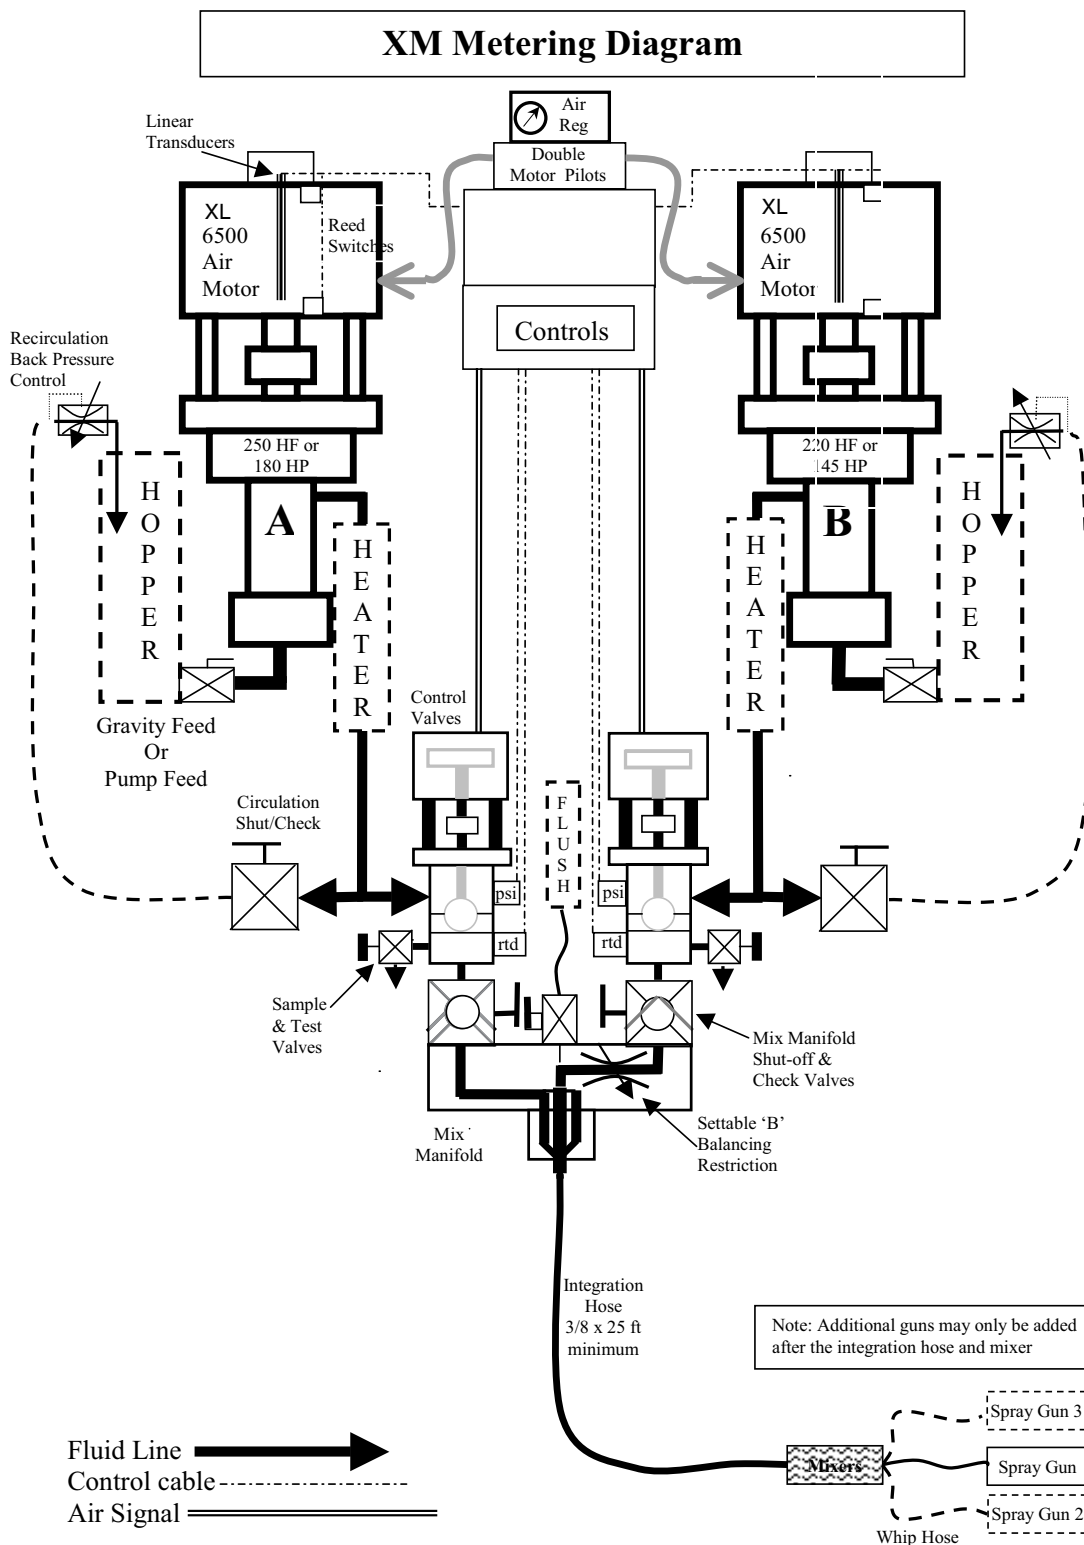 XM Metering Diagram
Air
Reg
Linear
Transducers
Double
Motor Pilots
XL
6500
Air
Motor
Reed
Switches
XL
6500
Air
Motor
Controls
Recirculation
Back Pressure
Control
250 HF or
180 HP
220 HF or
145 HP
A
B
HOPPER
HEATER
HEATER
HOPPER
Control
Valves
Gravity Feed
Or
Pump Feed
FLUSH
Circulation
Shut/Check
psi
psi
rtd
rtd
Sample
& Test
Valves
Mix Manifold
Shut-off &
Check Valves
Mix
Manifold
Settable ‘B’
Balancing
Restriction
Integration
Hose
3/8 x 25 ft
minimum
Note: Additional guns may only be added
after the integration hose and mixer
Spray Gun 3
Mixers
Spray Gun
Spray Gun 2
Whip Hose
Fluid Line
Control cable
Air Signal